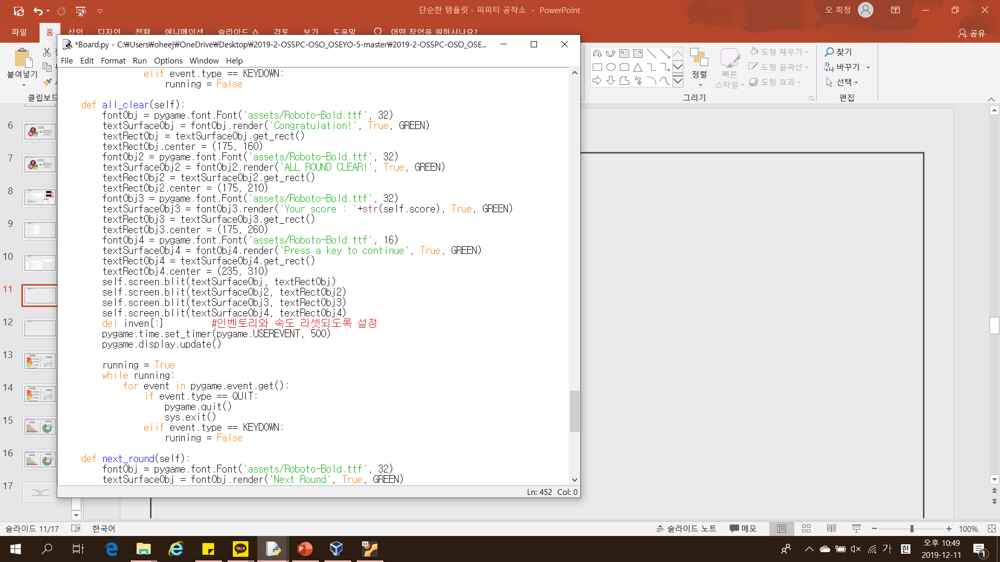 단순한 템플릿 - 피피티 공작소 - PowerPoint
오 희정
파일 홈 삽입 디자인 전환 애니메이션 슬라이드 쇼 검토 보기 도움말 어떤 작업을 원하시나요?
공유
*Board.py - C:₩Users₩oheej₩OneDrive₩Desktop₩2019-2-OSSPC-OSO_OSEYO-5-master₩2019-2-OSSPC-OSO_OSE...
File Edit Format Run Options Window Help
붙여넣기
클립보드
정렬
빠른
스타일
도형 채우기
도형 윤곽선
도형 효과
그리기
찾기
바꾸기
선택
편집
elif event.type == KEYDOWN:
running = False
def all_clear(self):
fontObj = pygame.font.Font('assets/Roboto-Bold.ttf', 32)
textSurfaceObj = fontObj.render('Congratulation!', True, GREEN)
textRectObj = textSurfaceObj.get_rect()
textRectObj.center = (175, 160)
fontObj2 = pygame.font.Font('assets/Roboto-Bold.ttf', 32)
textSurfaceObj2 = fontObj2.render('ALL ROUND CLEAR!', True, GREEN)
textRectObj2 = textSurfaceObj2.get_rect()
textRectObj2.center = (175, 210)
fontObj3 = pygame.font.Font('assets/Roboto-Bold.ttf', 32)
textSurfaceObj3 = fontObj3.render('Your score : '+str(self.score), True, GREEN)
textRectObj3 = textSurfaceObj3.get_rect()
textRectObj3.center = (175, 260)
fontObj4 = pygame.font.Font('assets/Roboto-Bold.ttf', 16)
textSurfaceObj4 = fontObj4.render('Press a key to continue', True, GREEN)
textRectObj4 = textSurfaceObj4.get_rect()
textRectObj4.center = (235, 310)
self.screen.blit(textSurfaceObj, textRectObj)
self.screen.blit(textSurfaceObj2, textRectObj2)
self.screen.blit(textSurfaceObj3, textRectObj3)
self.screen.blit(textSurfaceObj4, textRectObj4)
del inven[:] #인벤토리와 속도 리셋되도록 설정
pygame.time.set_timer(pygame.USEREVENT, 500)
pygame.display.update()
running = True
while running:
for event in pygame.event.get():
if event.type == QUIT:
pygame.quit()
sys.exit()
elif event.type == KEYDOWN:
running = False
def next_round(self):
fontObj = pygame.font.Font('assets/Roboto-Bold.ttf', 32)
textSurfaceObj = fontObj.render('Next Round', True, GREEN)
Ln: 452 Col: 0
6
7
8
9
10
11
12
13
14
15
16
17
슬라이드 11/17 한국어
슬라이드 노트 메모 100%
TALK
64
가 한
오후 10:49
2019-12-11
1